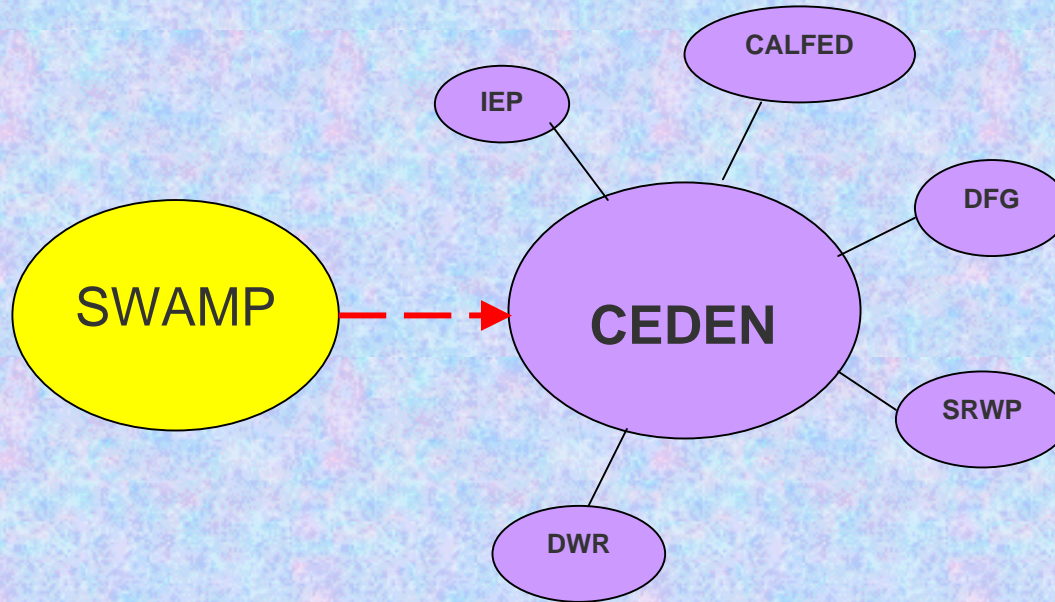 CALFED
IEP
DFG
SWAMP
CEDEN
SRWP
DWR